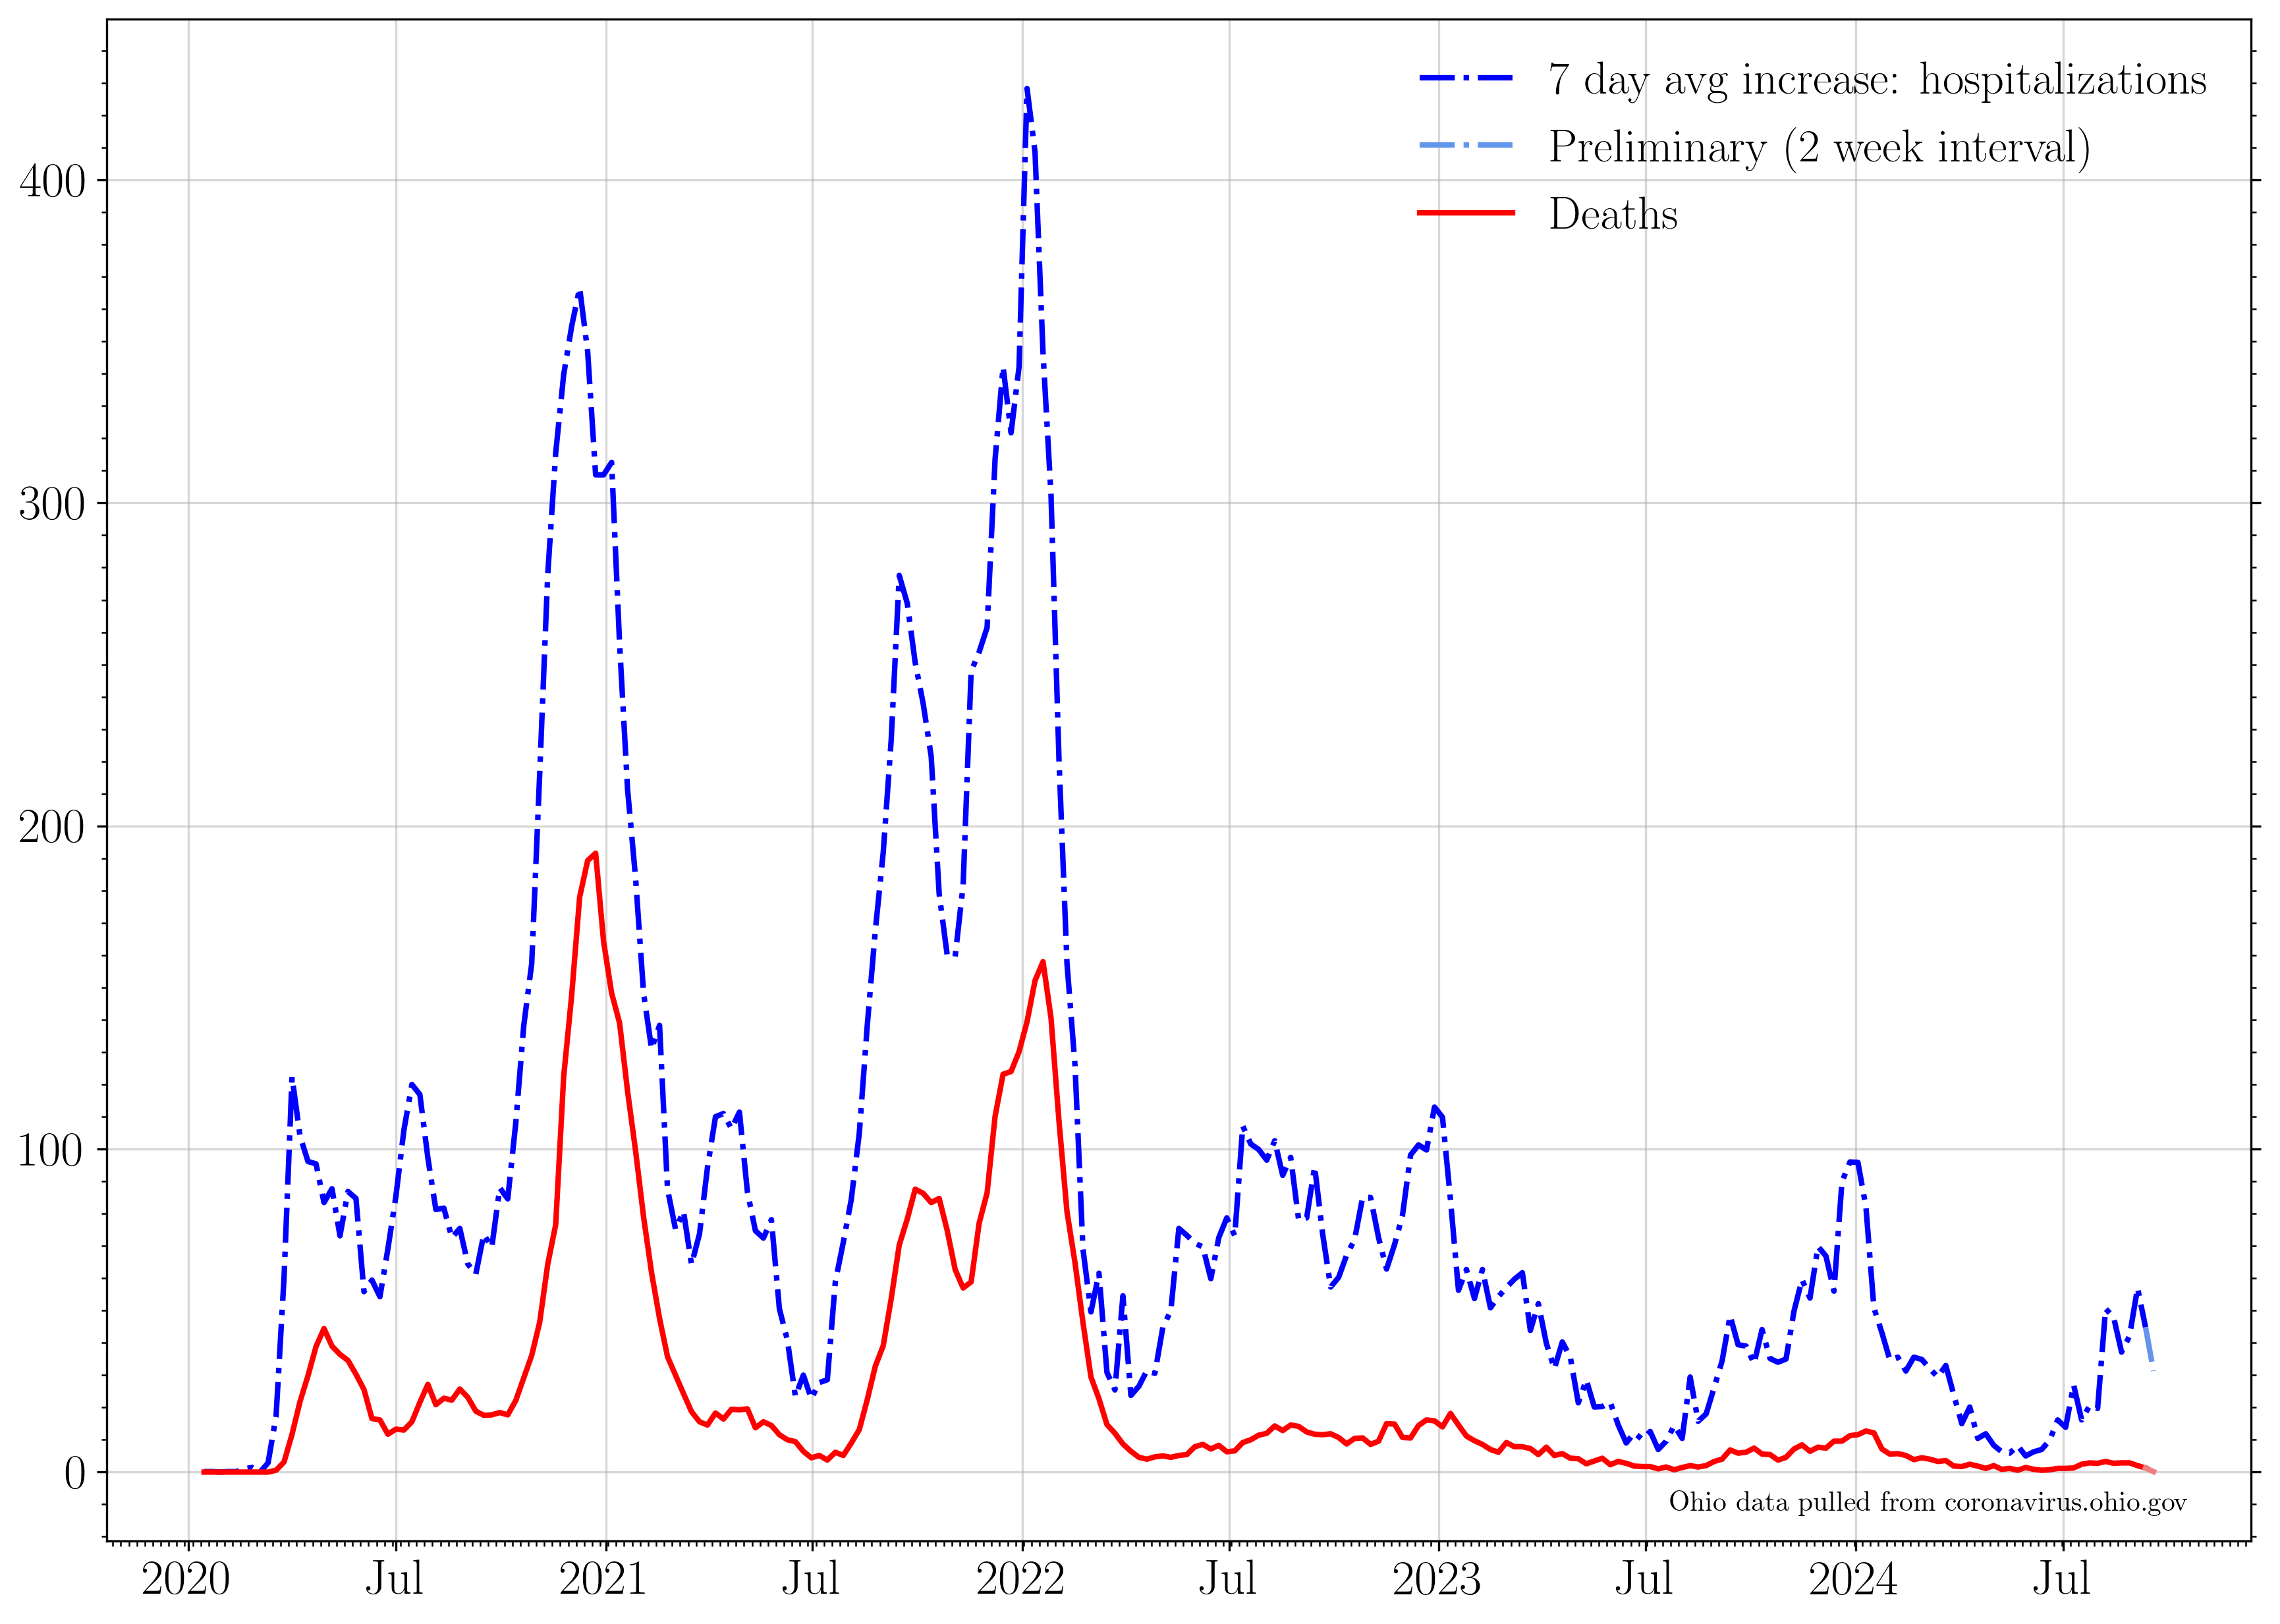 7 day avg increase: hospitalizations
Preliminary (2 week interval)
Deaths
400
300
200
100
0
Ohio data pulled from coronavirus.ohio.gov
2020 Jul 2021 Jul 2022 Jul 2023 Jul 2024 Jul